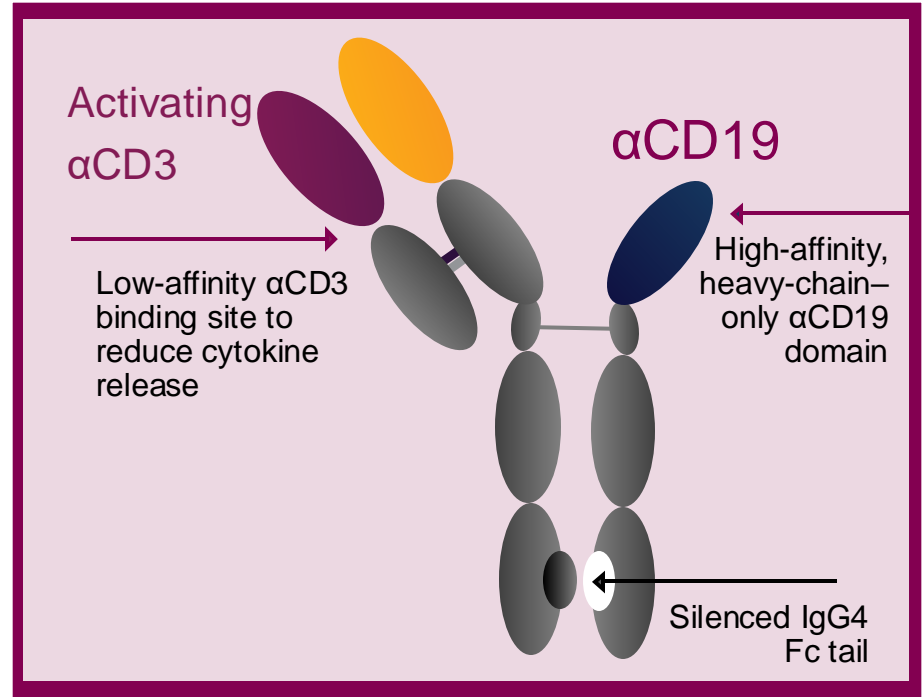 Activating
αCD3
Low-affinity αCD3
binding site to
reduce cytokine
release
αCD19
High-affinity,
heavy-chain–
only αCD19
domain
Silenced IgG4
Fc tail